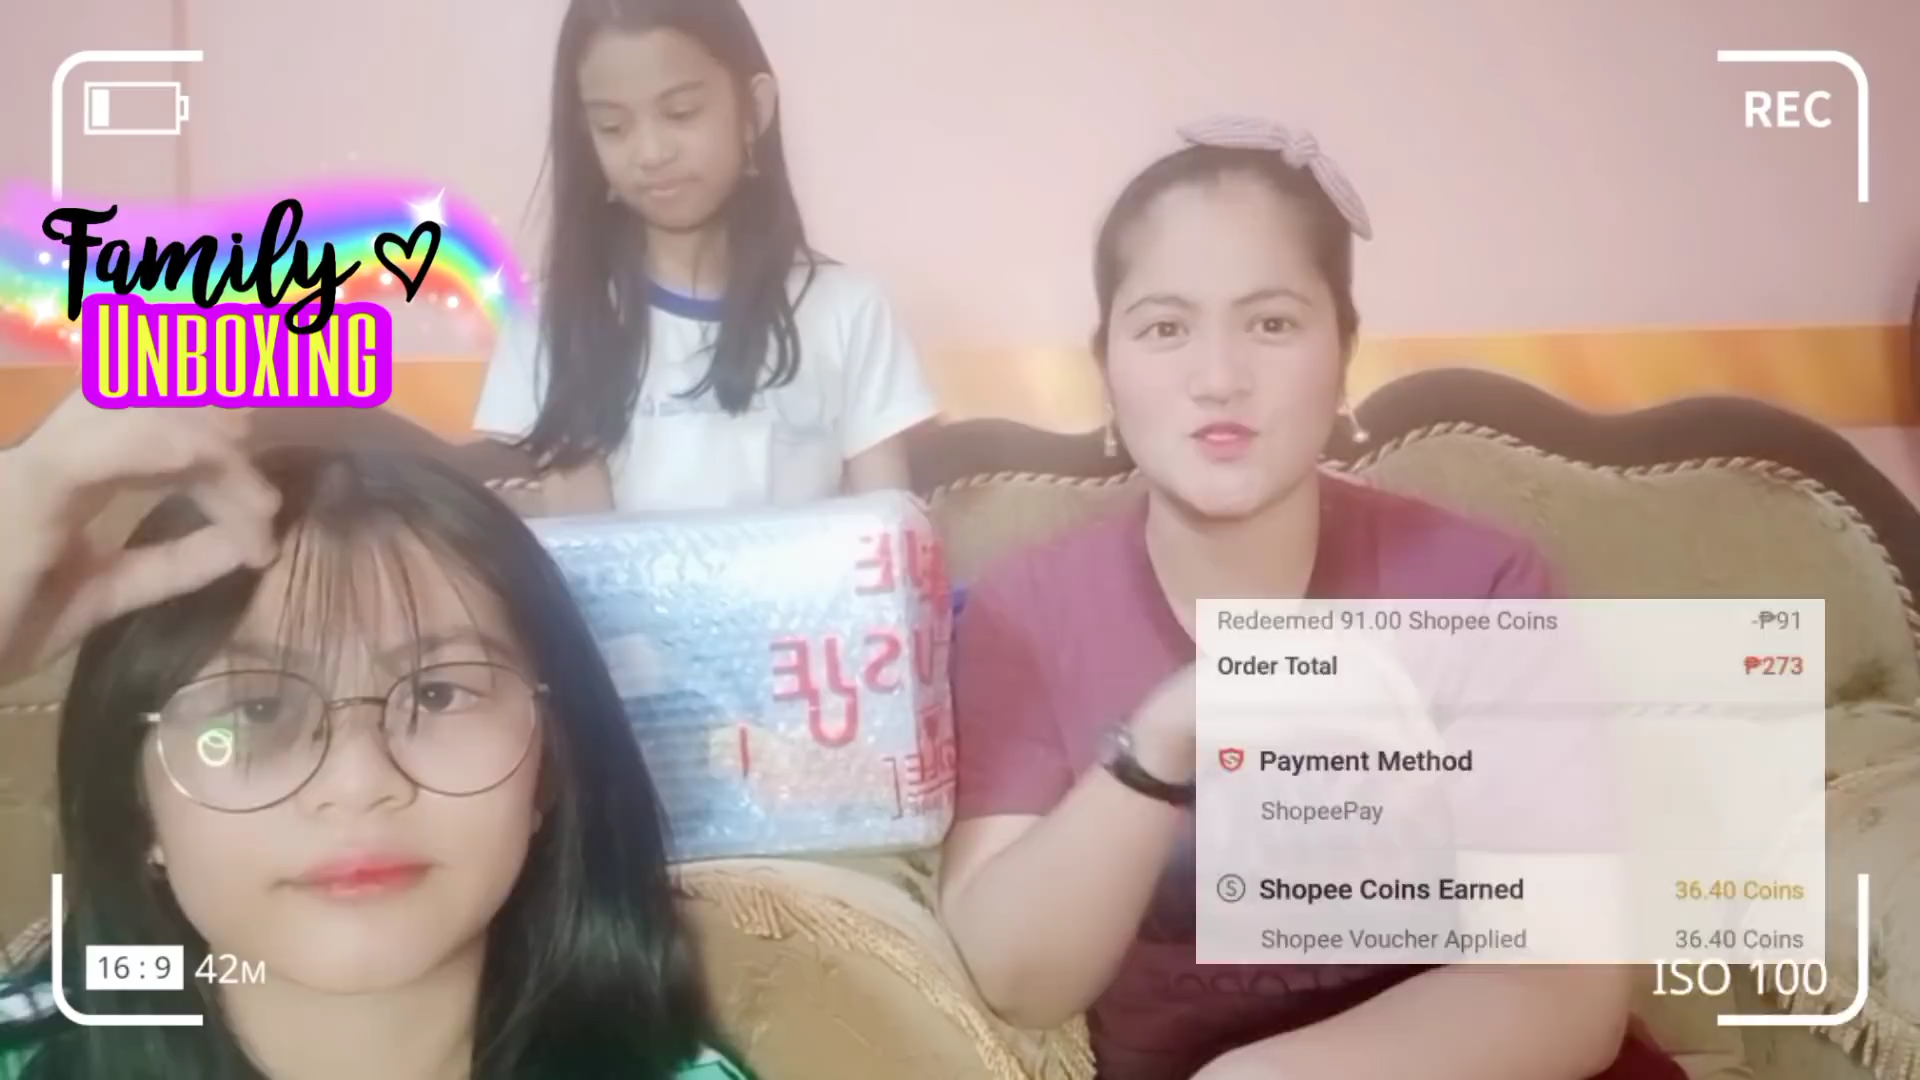 REC
Family
UNBOXING
Redeemed 91.00 Shopee Coins -₱91
Order Total ₱273
Payment Method
ShopeePay
Shopee Coins Earned 36.40 Coins
Shopee Voucher Applied 36.40 Coins
16:9 42M
ISO 100